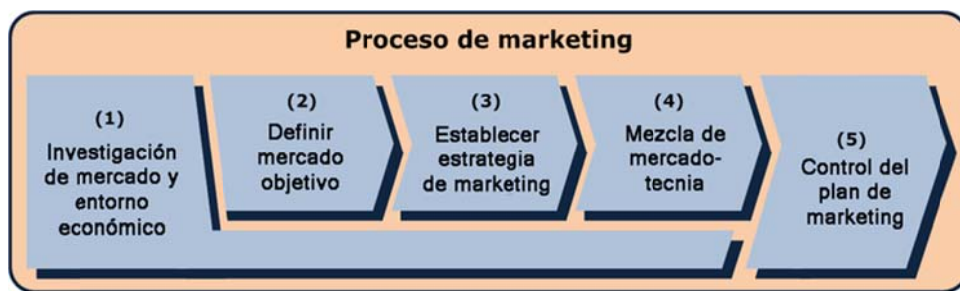 Proceso de marketing
(1)
Investigación
de mercado y
entorno
económico
(2)
Definir
mercado
objetivo
(3)
Establecer
estrategia
de marketing
(4)
Mezcla de
mercado-
tecnia
(5)
Control del
plan de
marketing